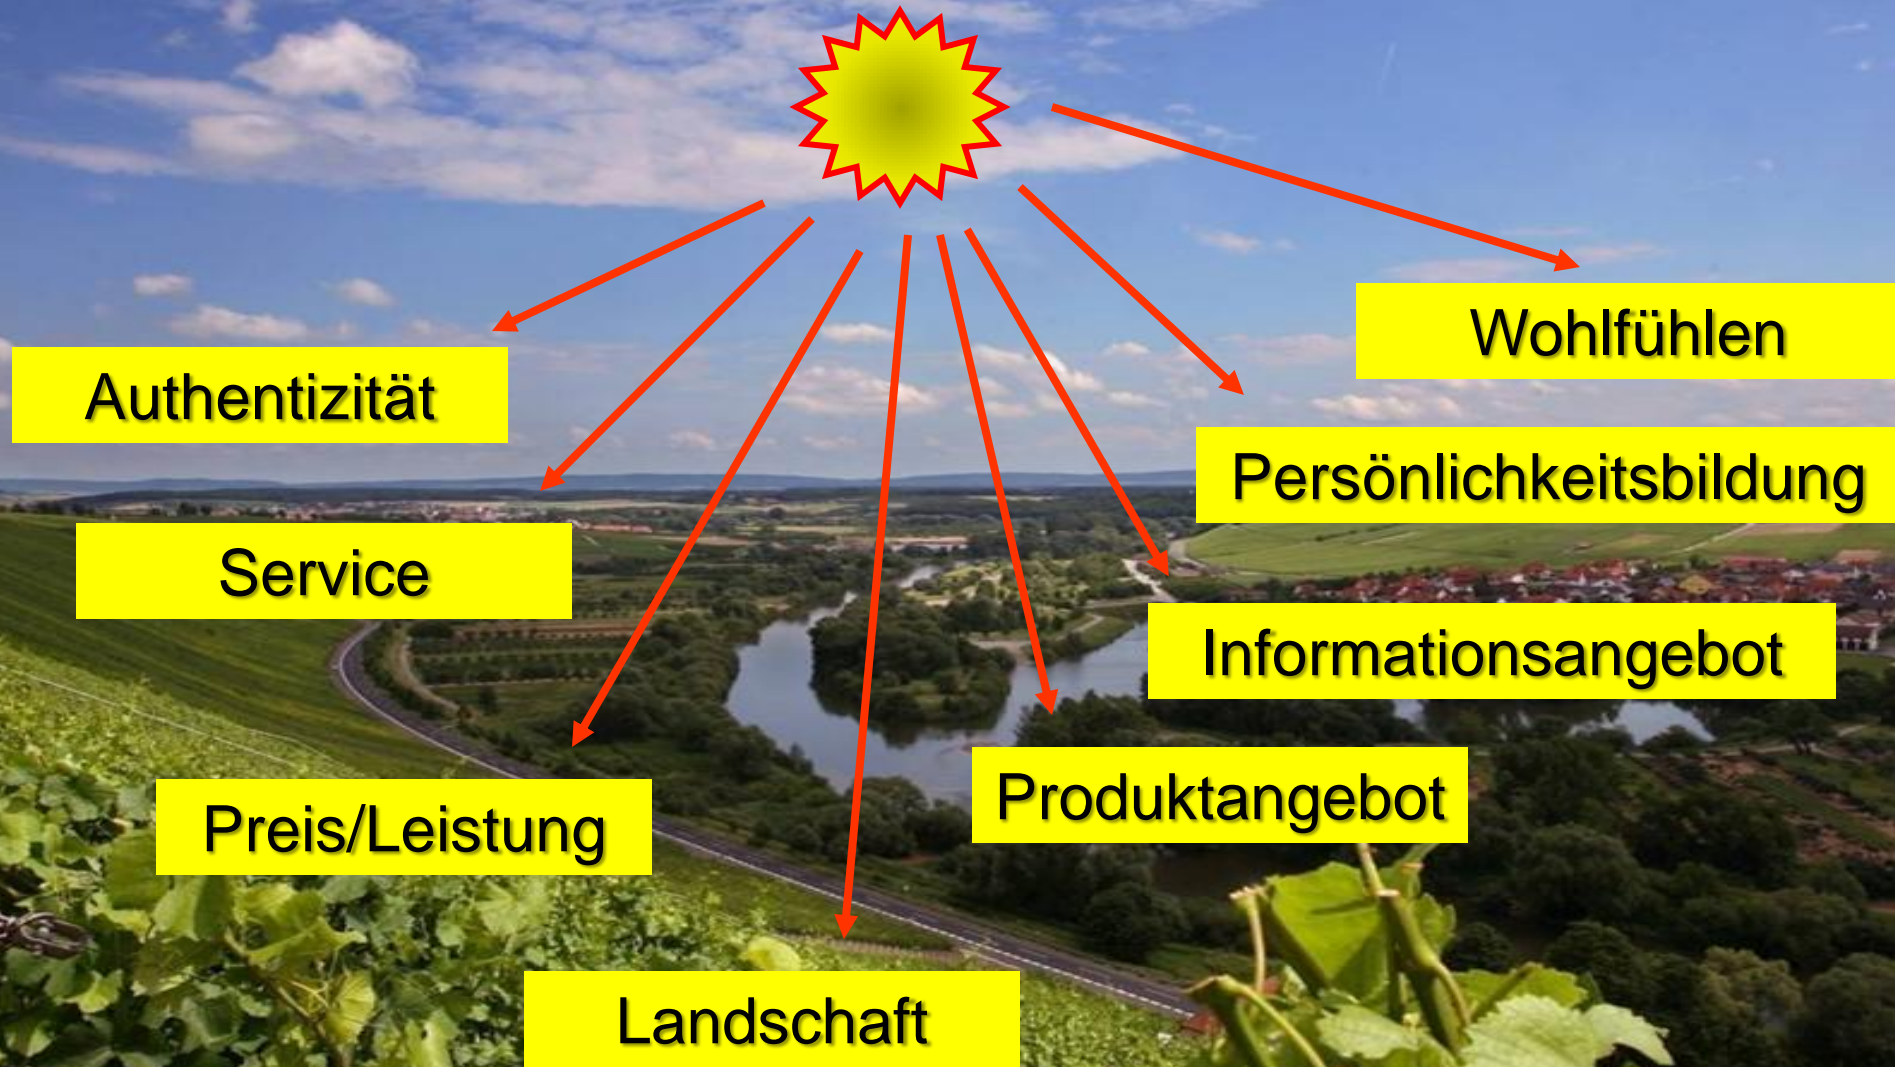 Wohlfühlen
Authentizität
Persönlichkeitsbildung
Service
Informationsangebot
Produktangebot
Preis/Leistung
Landschaft